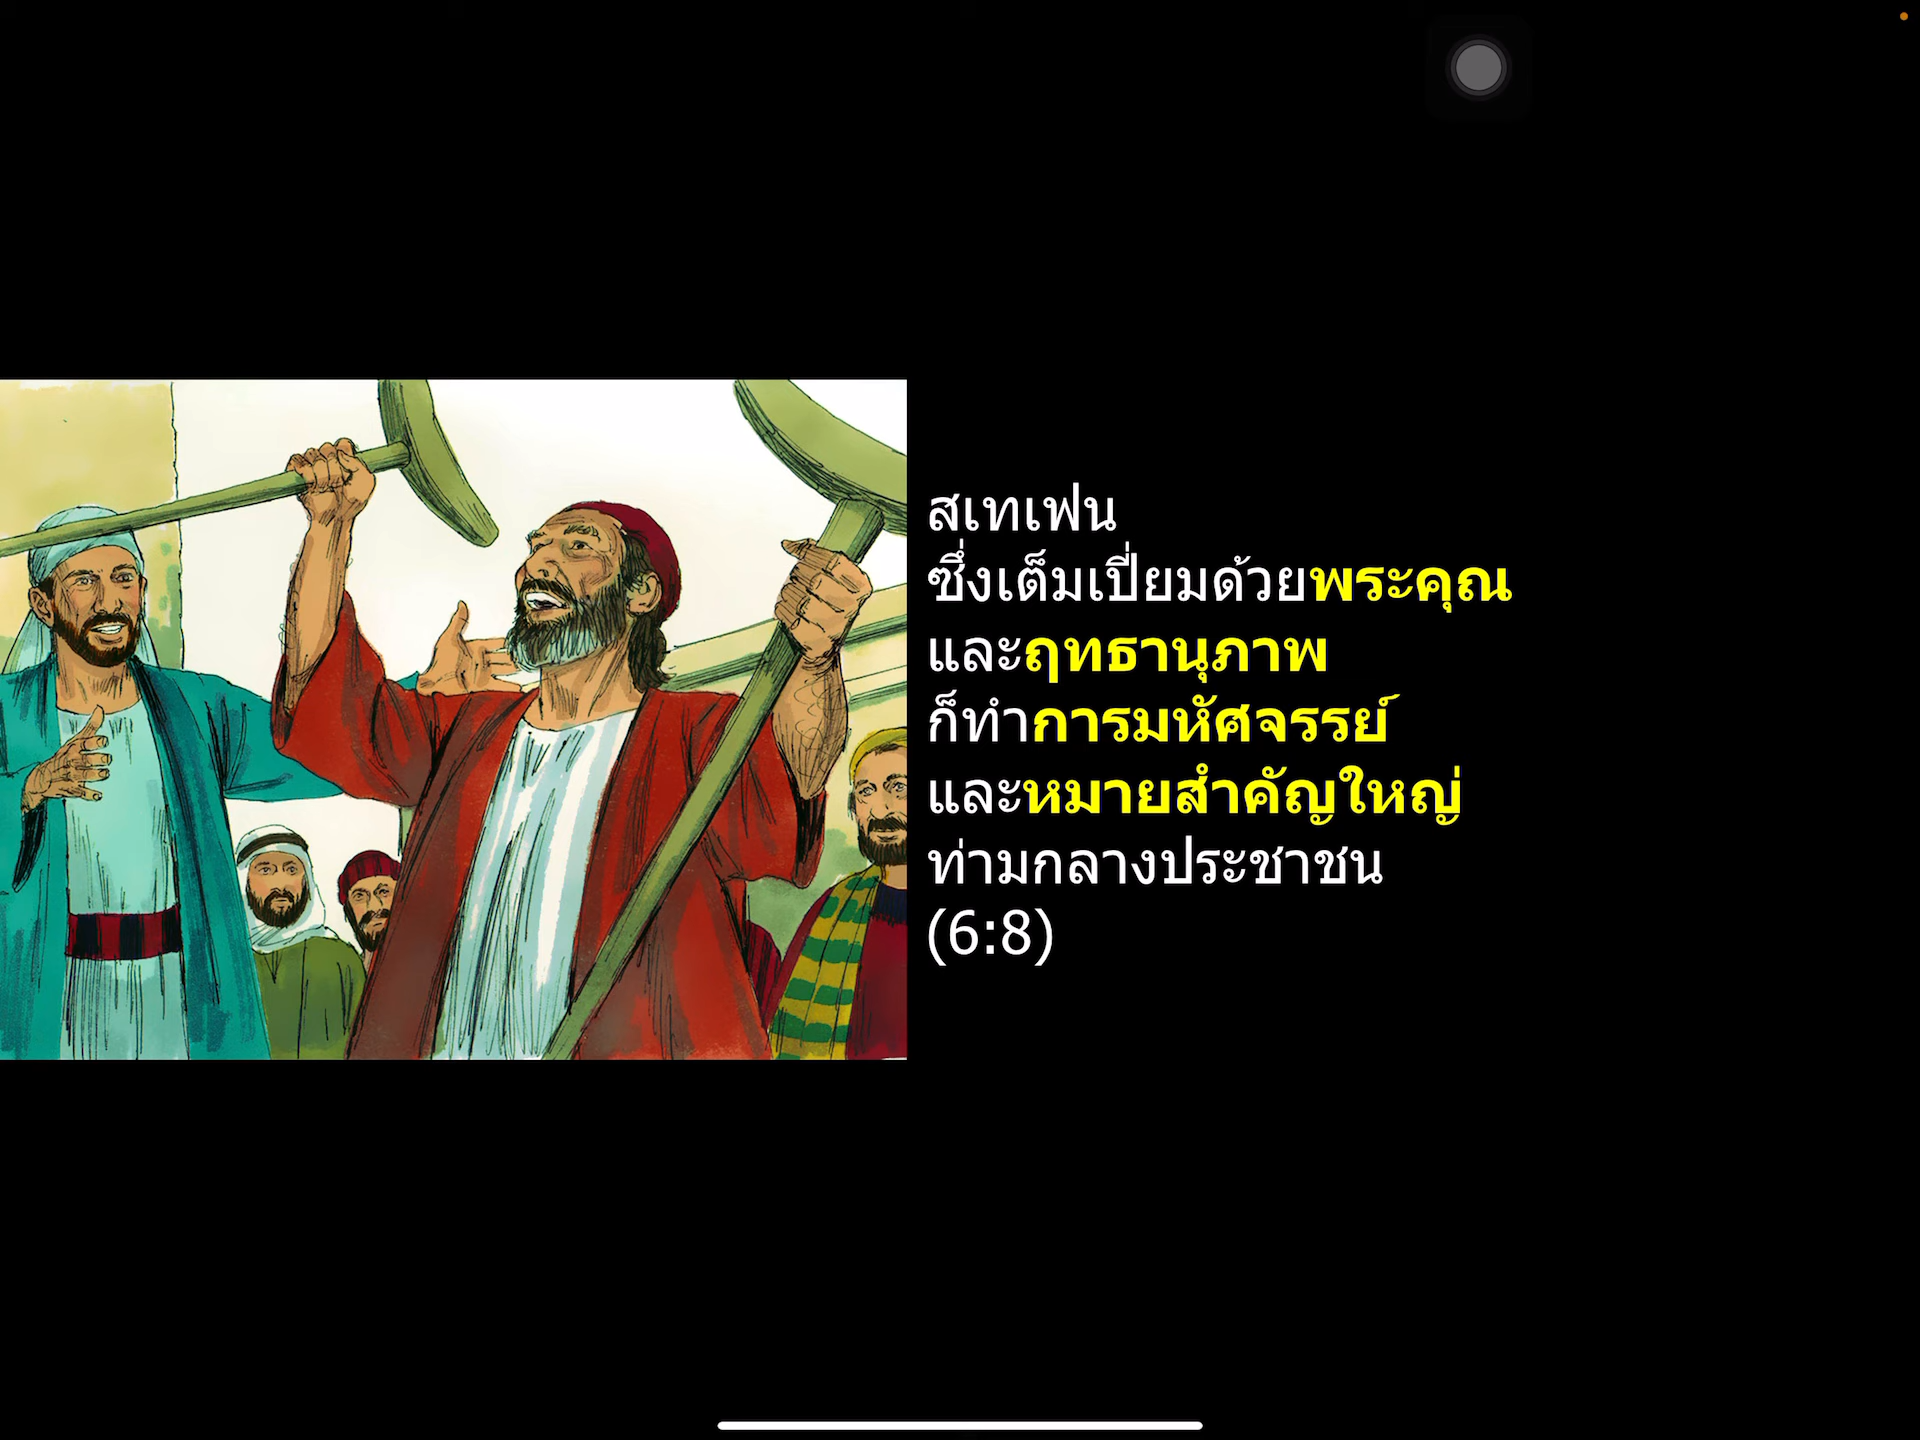 สเทเฟน
ซึ่งเต็มเปี่ยมด้วยพระคุณ
และฤทธานุภาพ
ก็ทำการมหัศจรรย์
และหมายสำคัญใหญ่
ท่ามกลางประชาชน
(6:8)